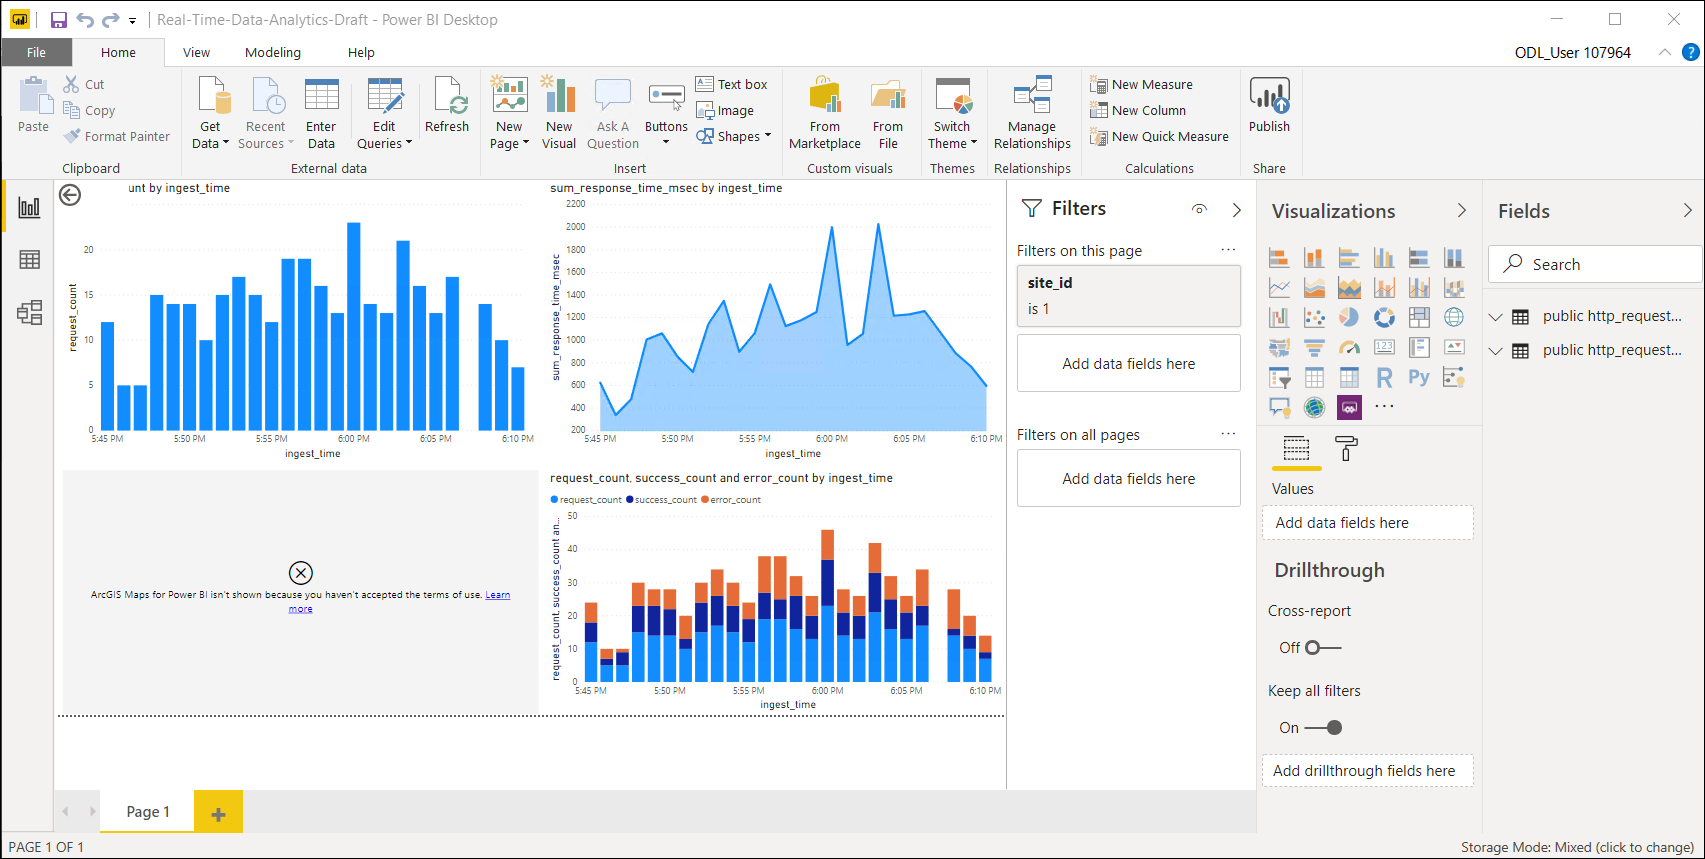 Real-Time-Data-Analytics-Draft - Power BI Desktop
File
Home
View
Modeling
Help
ODL_User 107964
Paste
Cut
Copy
Format Painter
Clipboard
Get Data
Recent Sources
Enter Data
Edit Queries
Refresh
External data
New Page
New Visual
Ask A Question
Buttons
Text box
Image
Shapes
Insert
From Marketplace
From File
Custom visuals
Switch Theme
Themes
Manage Relationships
Relationships
New Measure
New Column
New Quick Measure
Calculations
Publish
Share
unt by ingest_time
request_count
20
15
10
5
0
5:45 PM 5:50 PM 5:55 PM 6:00 PM 6:05 PM 6:10 PM
ingest_time
sum_response_time_msec by ingest_time
sum_response_time_msec
2200
2000
1800
1600
1400
1200
1000
800
600
400
200
5:45 PM 5:50 PM 5:55 PM 6:00 PM 6:05 PM 6:10 PM
ingest_time
ArcGIS Maps for Power BI isn't shown because you haven't accepted the terms of use. Learn
more
request_count, success_count and error_count by ingest_time
request_count success_count error_count
request_count, success_count an...
50
40
30
20
10
0
5:45 PM 5:50 PM 5:55 PM 6:00 PM 6:05 PM 6:10 PM
ingest_time
Filters
Filters on this page ...
site_id
is 1
Add data fields here
Filters on all pages ...
Add data fields here
Visualizations
123
R
Py
...
Values
Add data fields here
Drillthrough
Cross-report
Off
Keep all filters
On
Add drillthrough fields here
Fields
Search
public http_request...
public http_request...
Page 1
+
PAGE 1 OF 1
Storage Mode: Mixed (click to change)